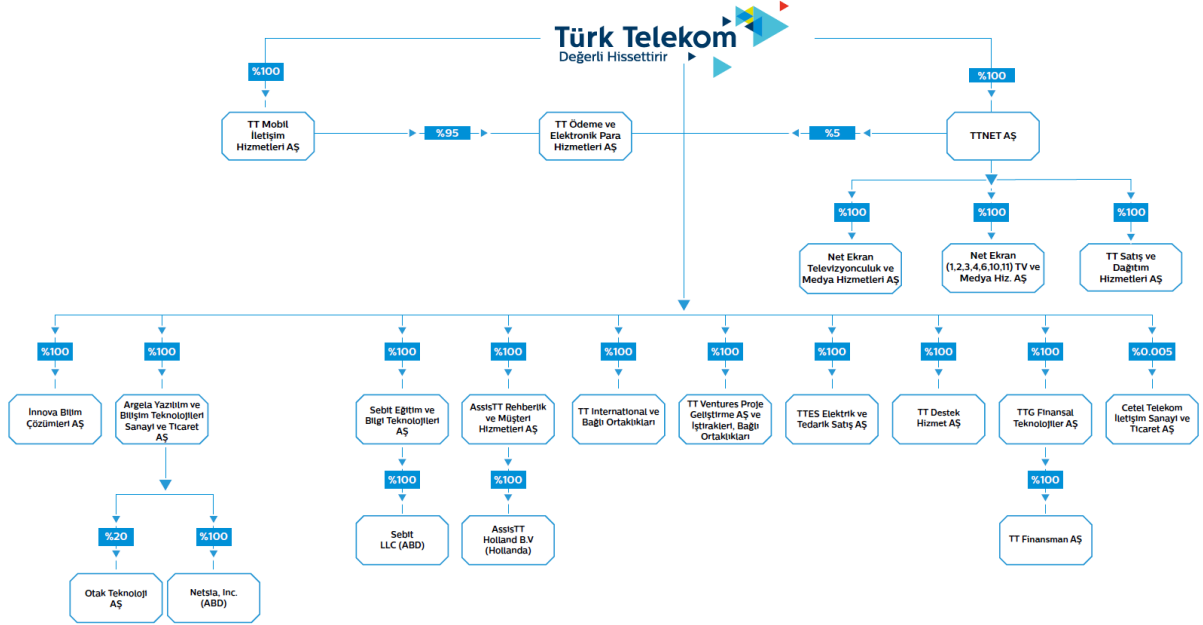 Türk Telekom
Değerli Hissettirir
%100
%100
TT Mobil
İletişim
Hizmetleri AŞ
%95
TT Ödeme ve
Elektronik Para
Hizmetleri AŞ
%5
TTNET AŞ
%100
%100
%100
Net Ekran
Televizyonculuk ve
Medya Hizmetleri AŞ
Net Ekran
(1,2,3,4,6,10,11) TV ve
Medya Hiz. AŞ
TT Satış ve
Dağıtım
Hizmetleri AŞ
%100
%100
%100
%100
%100
%100
%100
%100
%100
%0.005
İnnova Bilim
Çözümleri AŞ
Argela Yazılım ve
Bilişim Teknolojileri
Sanayi ve Ticaret
AŞ
Sebit Eğitim ve
Bilgi Teknolojileri
AŞ
AssisTT Rehberlik
ve Müşteri
Hizmetleri AŞ
TT International ve
Bağlı Ortaklıkları
TT Ventures Proje
Geliştirme AŞ ve
İştirakleri, Bağlı
Ortaklıkları
TTES Elektrik ve
Tedarik Satış AŞ
TT Destek
Hizmet AŞ
TTG Finansal
Teknolojiler AŞ
Cetel Telekom
İletişim Sanayi ve
Ticaret AŞ
%100
%100
%100
%20
%100
Sebit
LLC (ABD)
AssisTT
Holland B.V
(Hollanda)
TT Finansman AŞ
Otak Teknoloji
AŞ
Netsia, Inc.
(ABD)